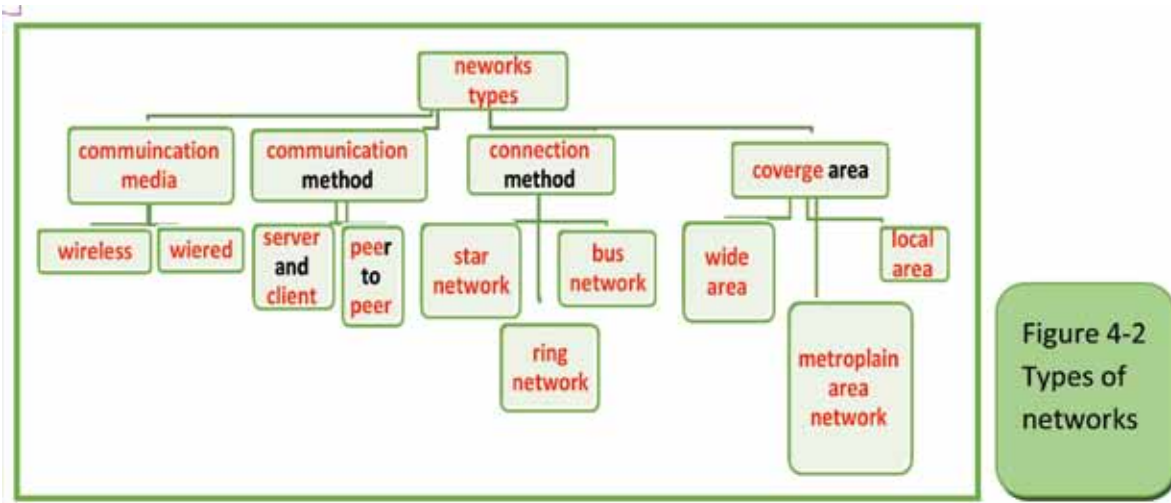 neworks
types
commuincation
media
communication
method
connection
method
coverge area
wireless
wiered
server
and
client
peer
to
peer
star
network
bus
network
ring
network
wide
area
metroplain
area
network
local
area
Figure 4-2
Types of
networks